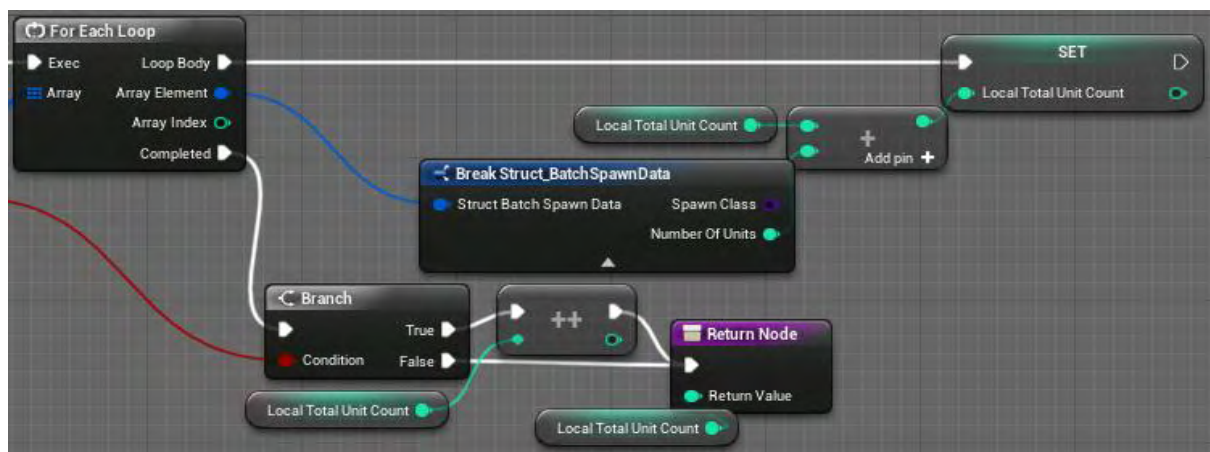 For Each Loop
Exec Loop Body
Array Array Element
Array Index
Completed
SET
Local Total Unit Count
Local Total Unit Count
+
Add pin +
Break Struct_BatchSpawnData
Struct Batch Spawn Data Spawn Class
Number Of Units
Branch
True
Condition False
++
Return Node
Return Value
Local Total Unit Count
Local Total Unit Count